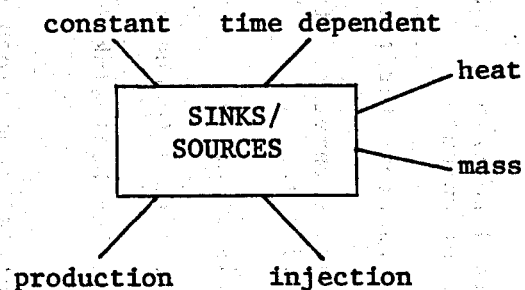 constant time dependent
heat
SINKS/
SOURCES
mass
production injection